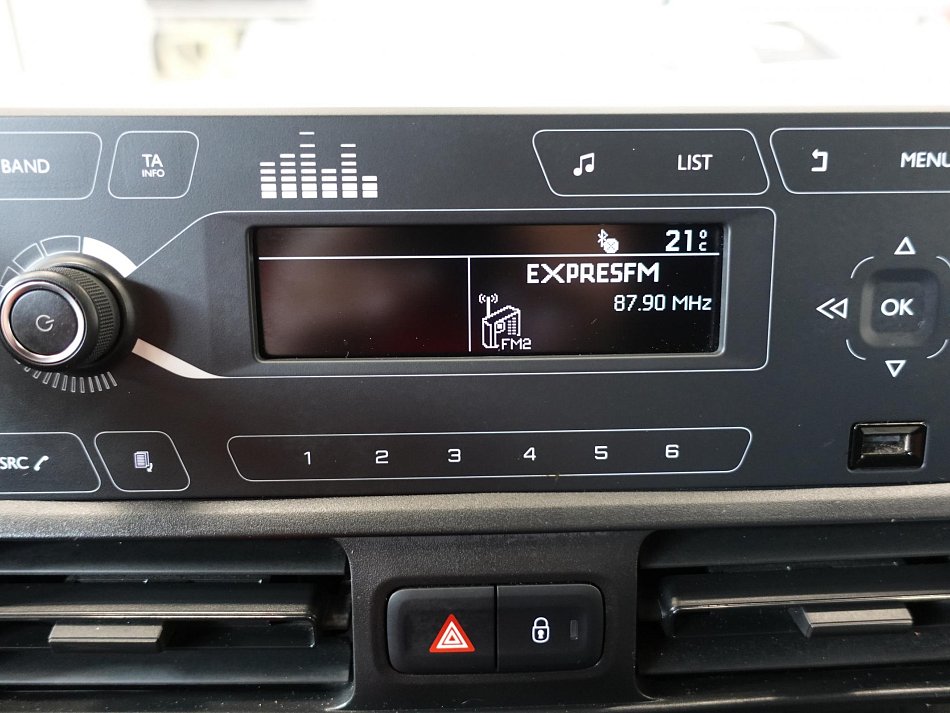 BAND
TA
INFO
LIST
MENU
21°C
EXPRESFM
87.90 MHz
FM2
OK
SRC
1 2 3 4 5 6